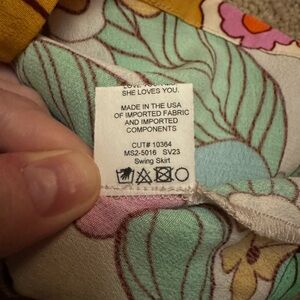 SHE LOVES YOU.
MADE IN THE USA
OF IMPORTED FABRIC
AND IMPORTED
COMPONENTS
CUT# 10364
MS2-5016 SV23
Swing Skirt